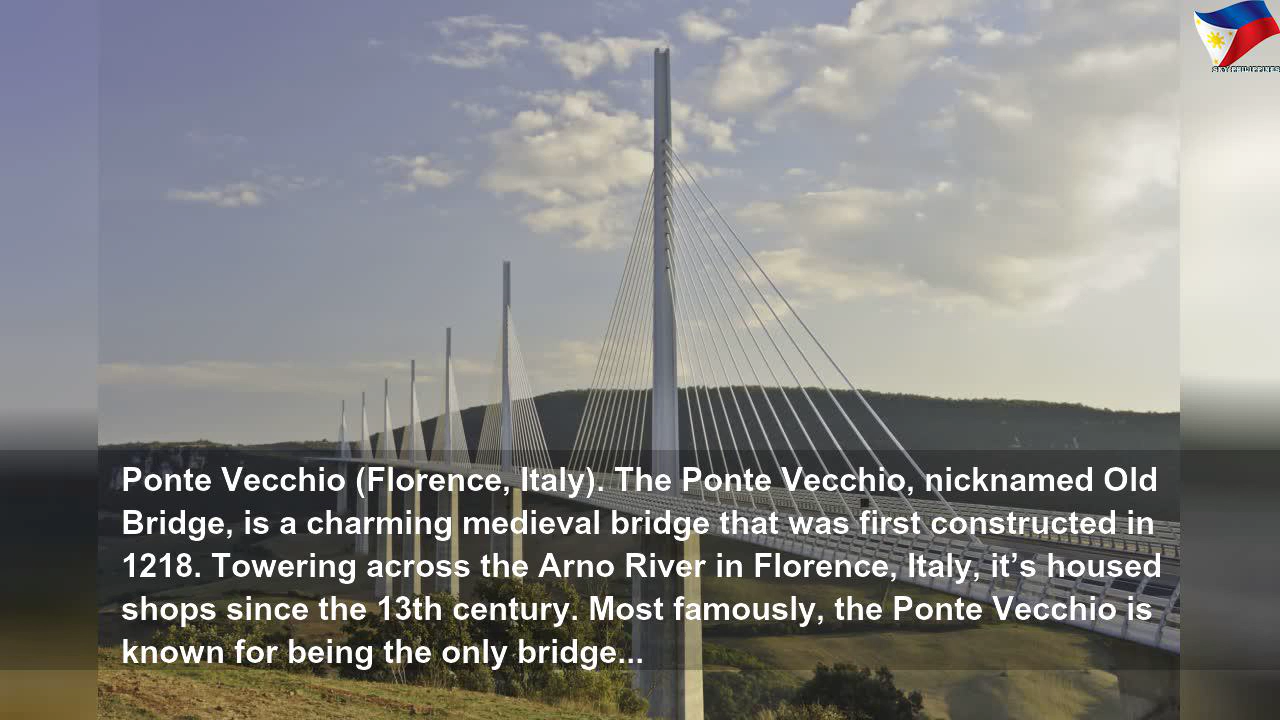 SKYPHILIPPINES
Ponte Vecchio (Florence, Italy). The Ponte Vecchio, nicknamed Old
Bridge, is a charming medieval bridge that was first constructed in
1218. Towering across the Arno River in Florence, Italy, it’s housed
shops since the 13th century. Most famously, the Ponte Vecchio is
known for being the only bridge...